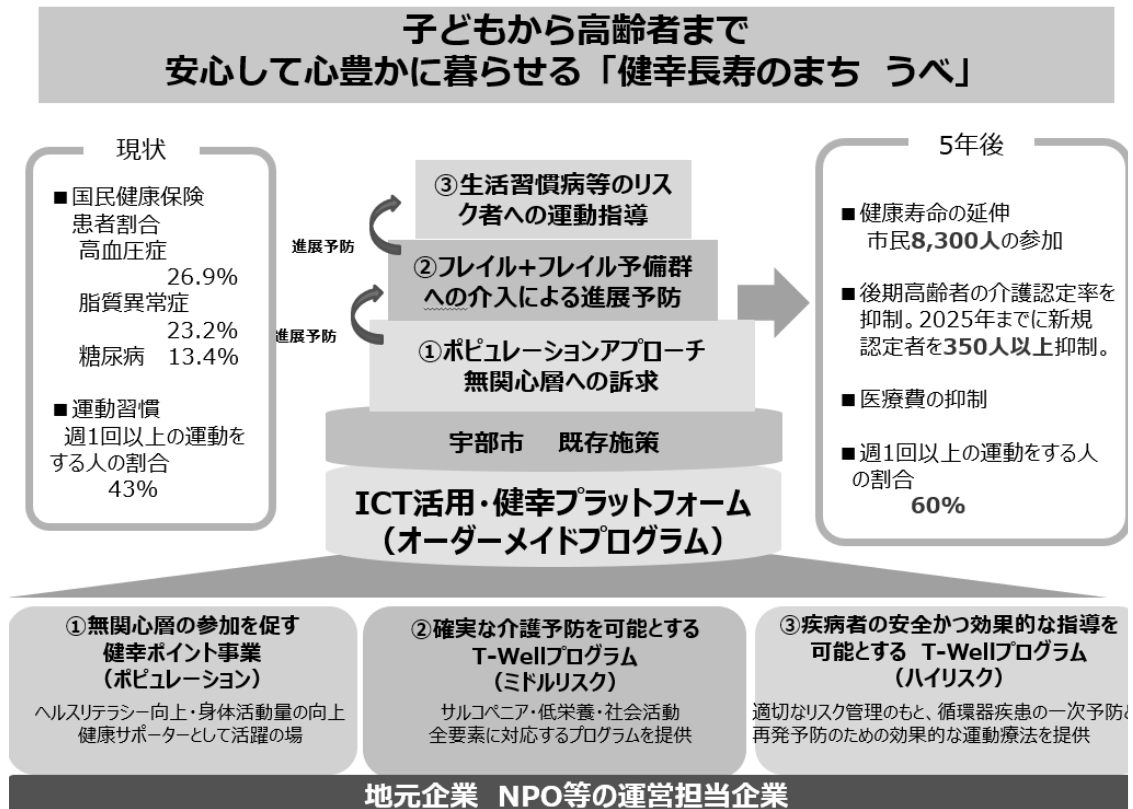 子どもから高齢者まで
安心して心豊かに暮らせる「健幸長寿のまち うべ」
現状
■国民健康保険
患者割合
高血圧症
26.9%
脂質異常症
23.2%
糖尿病 13.4%
■運動習慣
週1回以上の運動を
する人の割合
43%
③生活習慣病等のリス
ク者への運動指導
進展予防
②フレイル+フレイル予備群
への介入による進展予防
進展予防
①ポピュレーションアプローチ
無関心層への訴求
宇部市 既存施策
ICT活用・健幸プラットフォーム
（オーダーメイドプログラム）
5年後
■健康寿命の延伸
市民8,300人の参加
■後期高齢者の介護認定率を
抑制。2025年までに新規
認定者を350人以上抑制。
■医療費の抑制
■週1回以上の運動をする人
の割合
60%
①無関心層の参加を促す
健幸ポイント事業
（ポピュレーション）
ヘルスリテラシー向上・身体活動量の向上
健康サポーターとして活躍の場
②確実な介護予防を可能とする
T-Wellプログラム
（ミドルリスク）
サルコペニア・低栄養・社会活動
全要素に対応するプログラムを提供
③疾病者の安全かつ効果的な指導を
可能とする T-Wellプログラム
（ハイリスク）
適切なリスク管理のもと、循環器疾患の一次予防と
再発予防のための効果的な運動療法を提供
地元企業 NPO等の運営担当企業